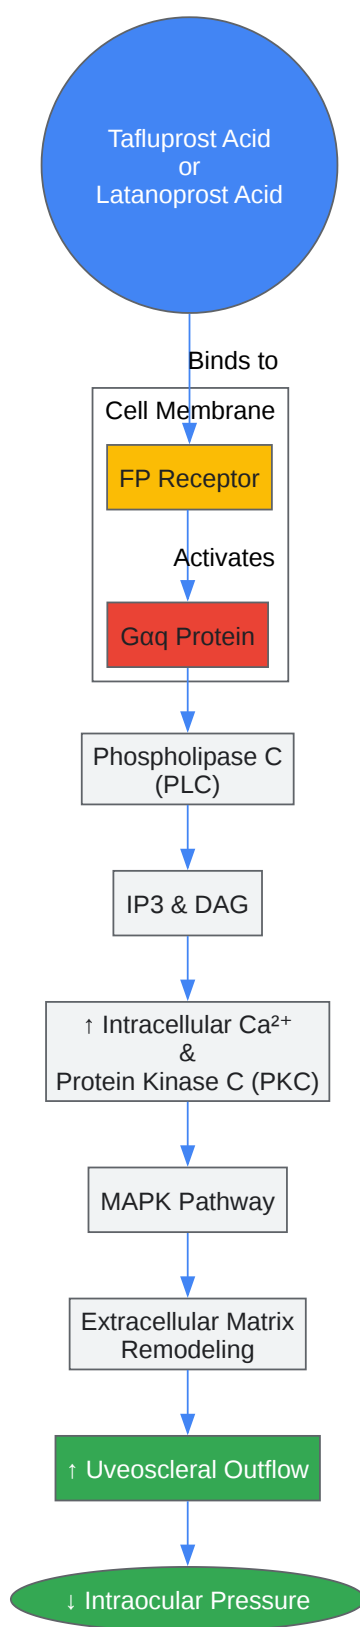 Tafluprost Acid
or
Latanoprost Acid
Binds to
Cell Membrane
FP Receptor
Activates
Gαq Protein
Phospholipase C
(PLC)
IP3 & DAG
↑ Intracellular Ca²⁺
&
Protein Kinase C (PKC)
MAPK Pathway
Extracellular Matrix
Remodeling
↑ Uveoscleral Outflow
↓ Intraocular Pressure